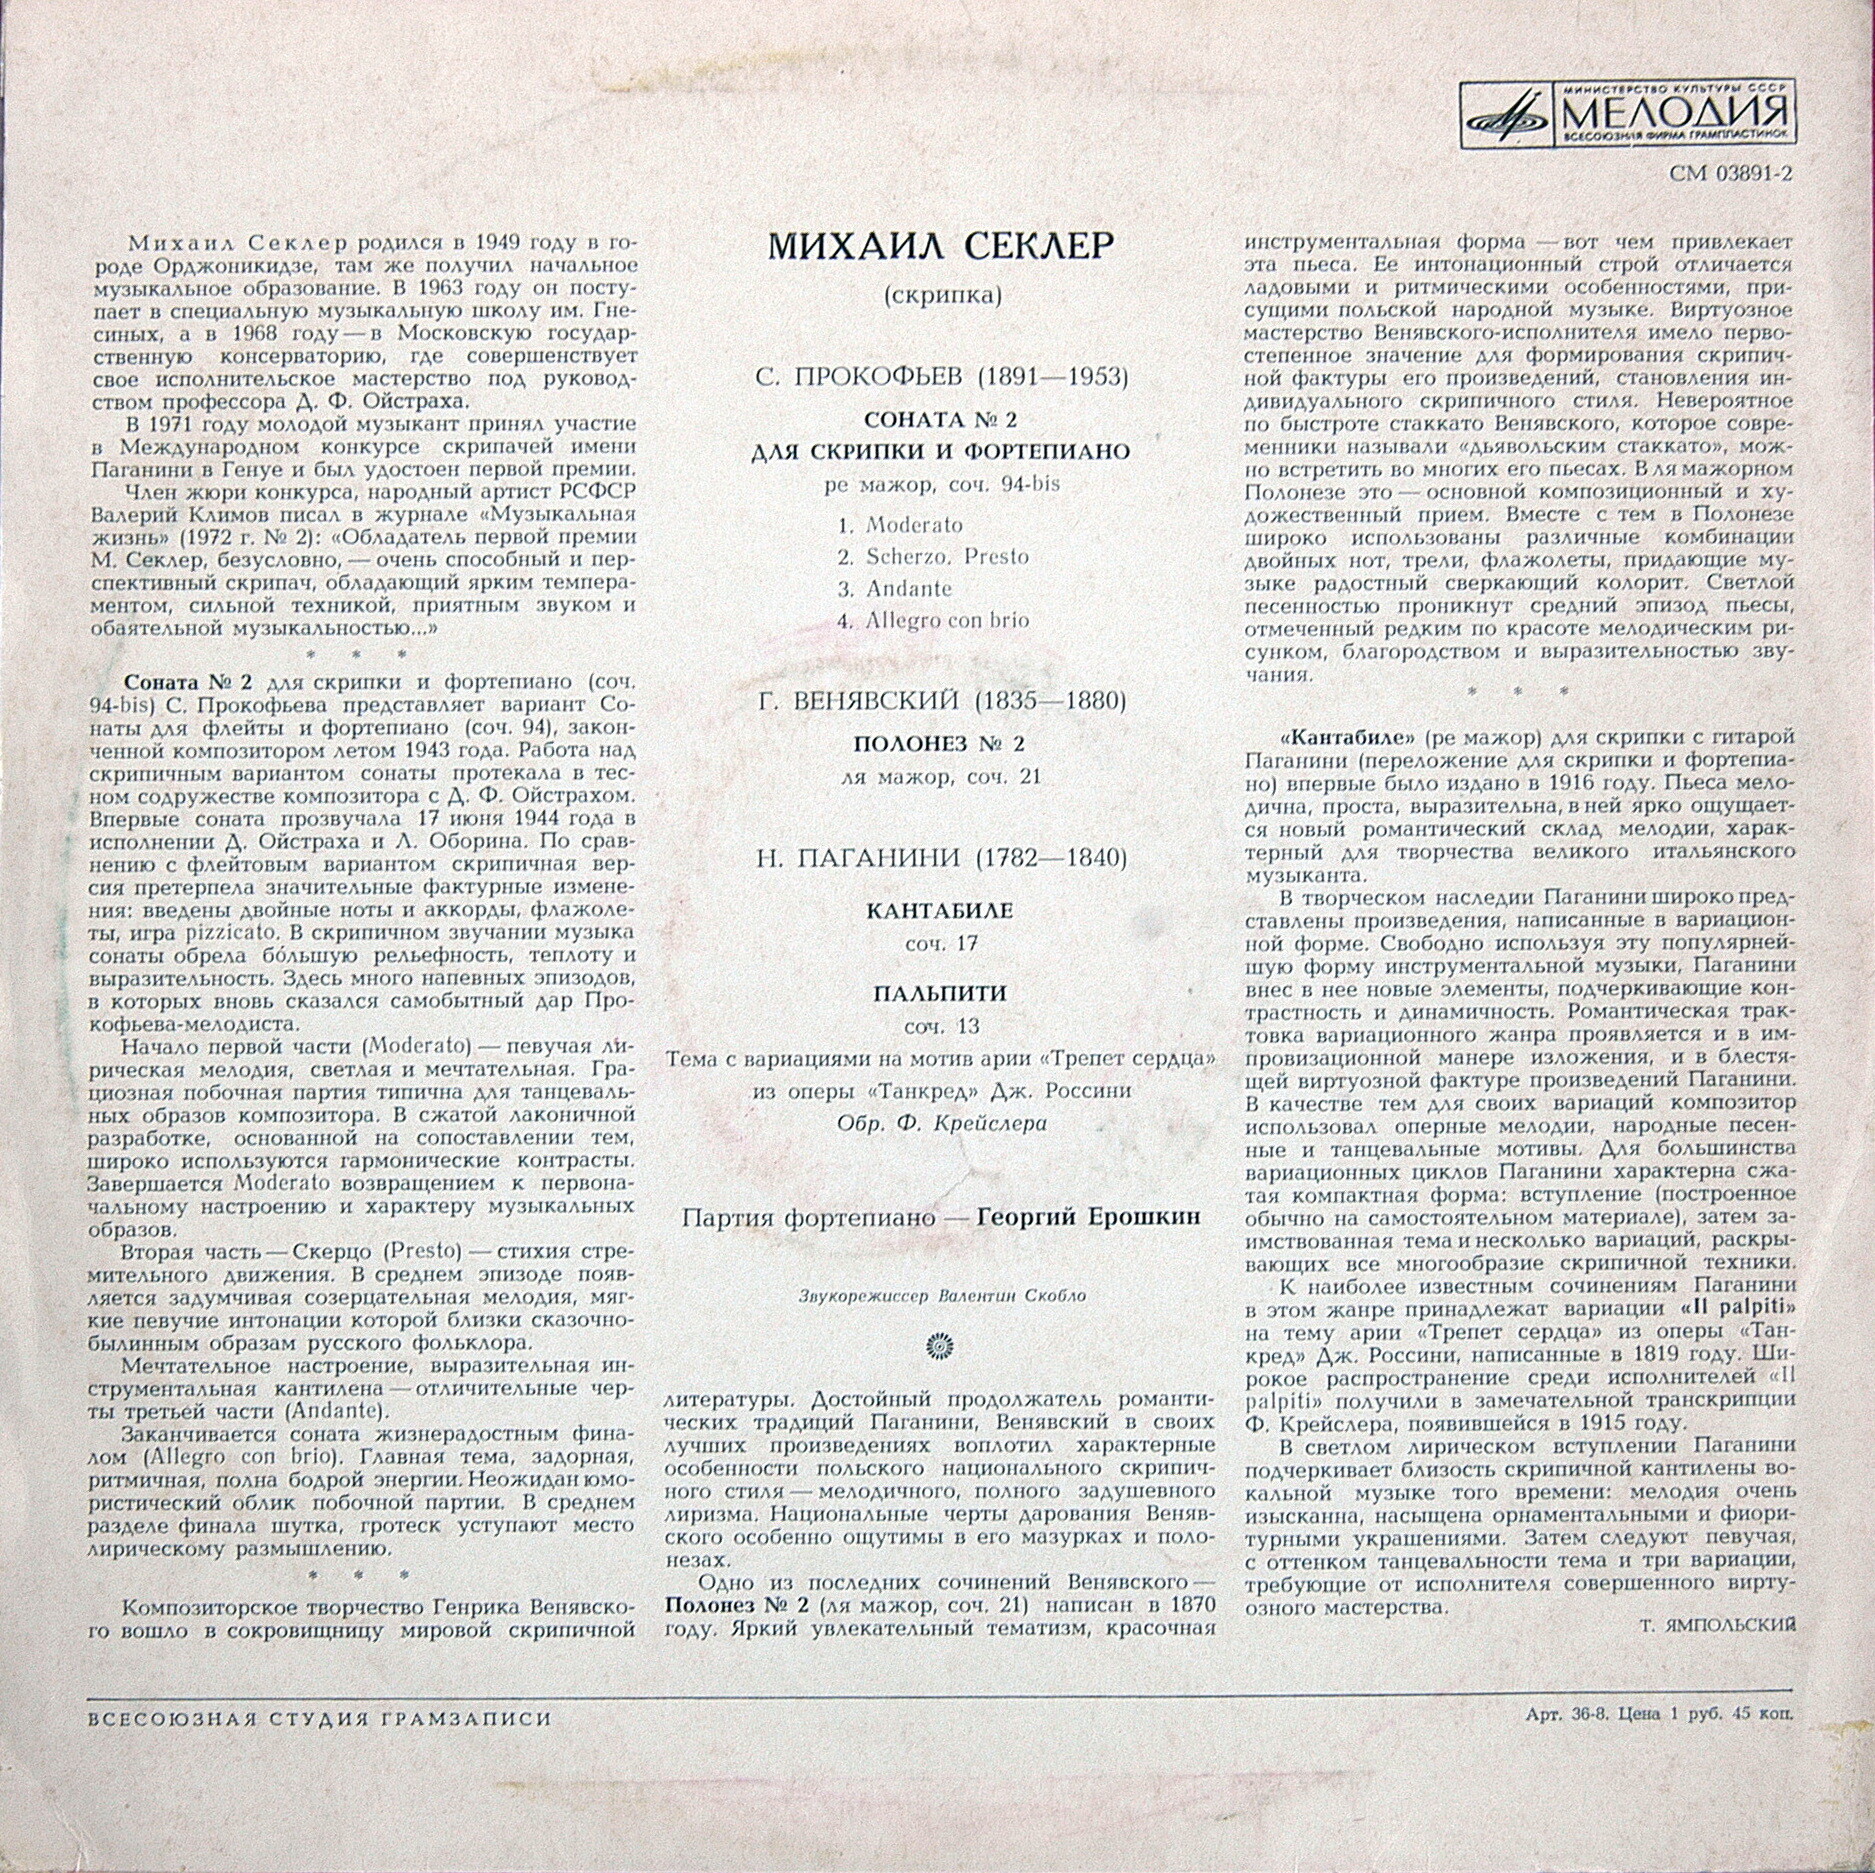 МИНИСТЕРСТВО КУЛЬТУРЫ СССР
МЕЛОДИЯ
ВСЕСОЮЗНАЯ ФИРМА ГРАМПЛАСТИНОК
СМ 03891-2
Михаил Секлер родился в 1949 году в го-
роде Орджоникидзе, там же получил начальное
музыкальное образование. В 1963 году он посту-
пает в специальную музыкальную школу им. Гне-
синых, а в 1968 году — в Московскую государ-
ственную консерваторию, где совершенствует
свое исполнительское мастерство под руковод-
ством профессора Д. Ф. Ойстраха.
В 1971 году молодой музыкант принял участие
в Международном конкурсе скрипачей имени
Паганини в Генуе и был удостоен первой премии.
Член жюри конкурса, народный артист РСФСР
Валерий Климов писал в журнале «Музыкальная
жизнь» (1972 г. № 2): «Обладатель первой премии
М. Секлер, безусловно, — очень способный и пер-
спективный скрипач, обладающий ярким темпера-
ментом, сильной техникой, приятным звуком и
обаятельной музыкальностью...»
* * *
Соната № 2 для скрипки и фортепиано (соч.
94-bis) С. Прокофьева представляет вариант Со-
наты для флейты и фортепиано (соч. 94), закон-
ченной композитором летом 1943 года. Работа над
скрипичным вариантом сонаты протекала в тес-
ном содружестве композитора с Д. Ф. Ойстрахом.
Впервые соната прозвучала 17 июня 1944 года в
исполнении Д. Ойстраха и Л. Оборина. По срав-
нению с флейтовым вариантом скрипичная вер-
сия претерпела значительные фактурные измене-
ния: введены двойные ноты и аккорды, флажоле-
ты, игра pizzicato. В скрипичном звучании музыка
сонаты обрела бо́льшую рельефность, теплоту и
выразительность. Здесь много напевных эпизодов,
в которых вновь сказался самобытный дар Про-
кофьева-мелодиста.
Начало первой части (Moderato) — певучая ли-
рическая мелодия, светлая и мечтательная. Гра-
циозная побочная партия типична для танцеваль-
ных образов композитора. В сжатой лаконичной
разработке, основанной на сопоставлении тем,
широко используются гармонические контрасты.
Завершается Moderato возвращением к первона-
чальному настроению и характеру музыкальных
образов.
Вторая часть — Скерцо (Presto) — стихия стре-
мительного движения. В среднем эпизоде появ-
ляется задумчивая созерцательная мелодия, мяг-
кие певучие интонации которой близки сказочно-
былинным образам русского фольклора.
Мечтательное настроение, выразительная ин-
струментальная кантилена — отличительные чер-
ты третьей части (Andante).
Заканчивается соната жизнерадостным фина-
лом (Allegro con brio). Главная тема, задорная,
ритмичная, полна бодрой энергии. Неожидан юмо-
ристический облик побочной партии. В среднем
разделе финала шутка, гротеск уступают место
лирическому размышлению.
* * *
Композиторское творчество Генрика Венявско-
го вошло в сокровищницу мировой скрипичной
МИХАИЛ СЕКЛЕР
(скрипка)
С. ПРОКОФЬЕВ (1891—1953)
СОНАТА № 2
ДЛЯ СКРИПКИ И ФОРТЕПИАНО
ре мажор, соч. 94-bis
1. Moderato
2. Scherzo. Presto
3. Andante
4. Allegro con brio
Г. ВЕНЯВСКИЙ (1835—1880)
ПОЛОНЕЗ № 2
ля мажор, соч. 21
Н. ПАГАНИНИ (1782—1840)
КАНТАБИЛЕ
соч. 17
ПАЛЬПИТИ
соч. 13
Тема с вариациями на мотив арии «Трепет сердца»
из оперы «Танкред» Дж. Россини
Обр. Ф. Крейслера
Партия фортепиано — Георгий Ерошкин
Звукорежиссер Валентин Скобло
литературы. Достойный продолжатель романти-
ческих традиций Паганини, Венявский в своих
лучших произведениях воплотил характерные
особенности польского национального скрипич-
ного стиля — мелодичного, полного задушевного
лиризма. Национальные черты дарования Веняв-
ского особенно ощутимы в его мазурках и поло-
незах.
Одно из последних сочинений Венявского —
Полонез № 2 (ля мажор, соч. 21) написан в 1870
году. Яркий увлекательный тематизм, красочная
инструментальная форма — вот чем привлекает
эта пьеса. Ее интонационный строй отличается
ладовыми и ритмическими особенностями, при-
сущими польской народной музыке. Виртуозное
мастерство Венявского-исполнителя имело перво-
степенное значение для формирования скрипич-
ной фактуры его произведений, становления ин-
дивидуального скрипичного стиля. Невероятное
по быстроте стаккато Венявского, которое совре-
менники называли «дьявольским стаккато», мож-
но встретить во многих его пьесах. В ля мажорном
Полонезе это — основной композиционный и ху-
дожественный прием. Вместе с тем в Полонезе
широко использованы различные комбинации
двойных нот, трели, флажолеты, придающие му-
зыке радостный сверкающий колорит. Светлой
песенностью проникнут средний эпизод пьесы,
отмеченный редким по красоте мелодическим ри-
сунком, благородством и выразительностью зву-
чания.
* * *
«Кантабиле» (ре мажор) для скрипки с гитарой
Паганини (переложение для скрипки и фортепиа-
но) впервые было издано в 1916 году. Пьеса мело-
дична, проста, выразительна, в ней ярко ощущает-
ся новый романтический склад мелодии, харак-
терный для творчества великого итальянского
музыканта.
В творческом наследии Паганини широко пред-
ставлены произведения, написанные в вариацион-
ной форме. Свободно используя эту популярней-
шую форму инструментальной музыки, Паганини
внес в нее новые элементы, подчеркивающие кон-
трастность и динамичность. Романтическая трак-
товка вариационного жанра проявляется и в им-
провизационной манере изложения, и в блестя-
щей виртуозной фактуре произведений Паганини.
В качестве тем для своих вариаций композитор
использовал оперные мелодии, народные песен-
ные и танцевальные мотивы. Для большинства
вариационных циклов Паганини характерна сжа-
тая компактная форма: вступление (построенное
обычно на самостоятельном материале), затем за-
имствованная тема и несколько вариаций, раскры-
вающих все многообразие скрипичной техники.
К наиболее известным сочинениям Паганини
в этом жанре принадлежат вариации «Il palpiti»
на тему арии «Трепет сердца» из оперы «Тан-
кред» Дж. Россини, написанные в 1819 году. Ши-
рокое распространение среди исполнителей «Il
palpiti» получили в замечательной транскрипции
Ф. Крейслера, появившейся в 1915 году.
В светлом лирическом вступлении Паганини
подчеркивает близость скрипичной кантилены во-
кальной музыке того времени: мелодия очень
изысканна, насыщена орнаментальными и фиори-
турными украшениями. Затем следуют певучая,
с оттенком танцевальности тема и три вариации,
требующие от исполнителя совершенного вирту-
озного мастерства.
Т. ЯМПОЛЬСКИЙ
ВСЕСОЮЗНАЯ СТУДИЯ ГРАМЗАПИСИ
Арт. 36-8. Цена 1 руб. 45 коп.